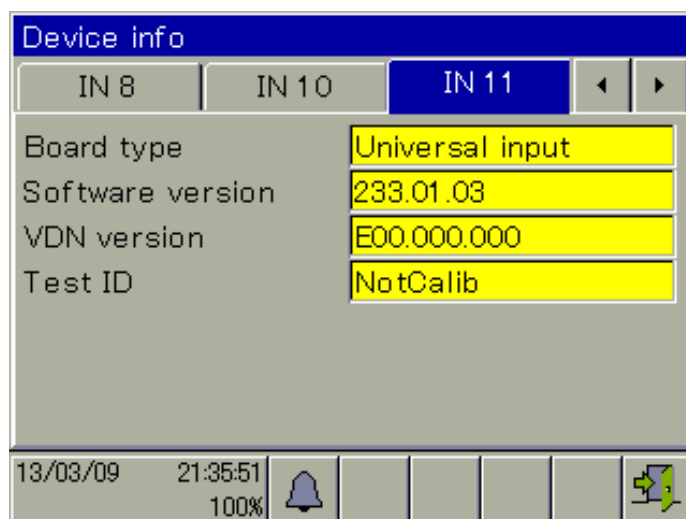 Device info
IN 8 IN 10 IN 11
Board type Universal input
Software version 233.01.03
VDN version E00.000.000
Test ID NotCalib
13/03/09 21:35:51
100%